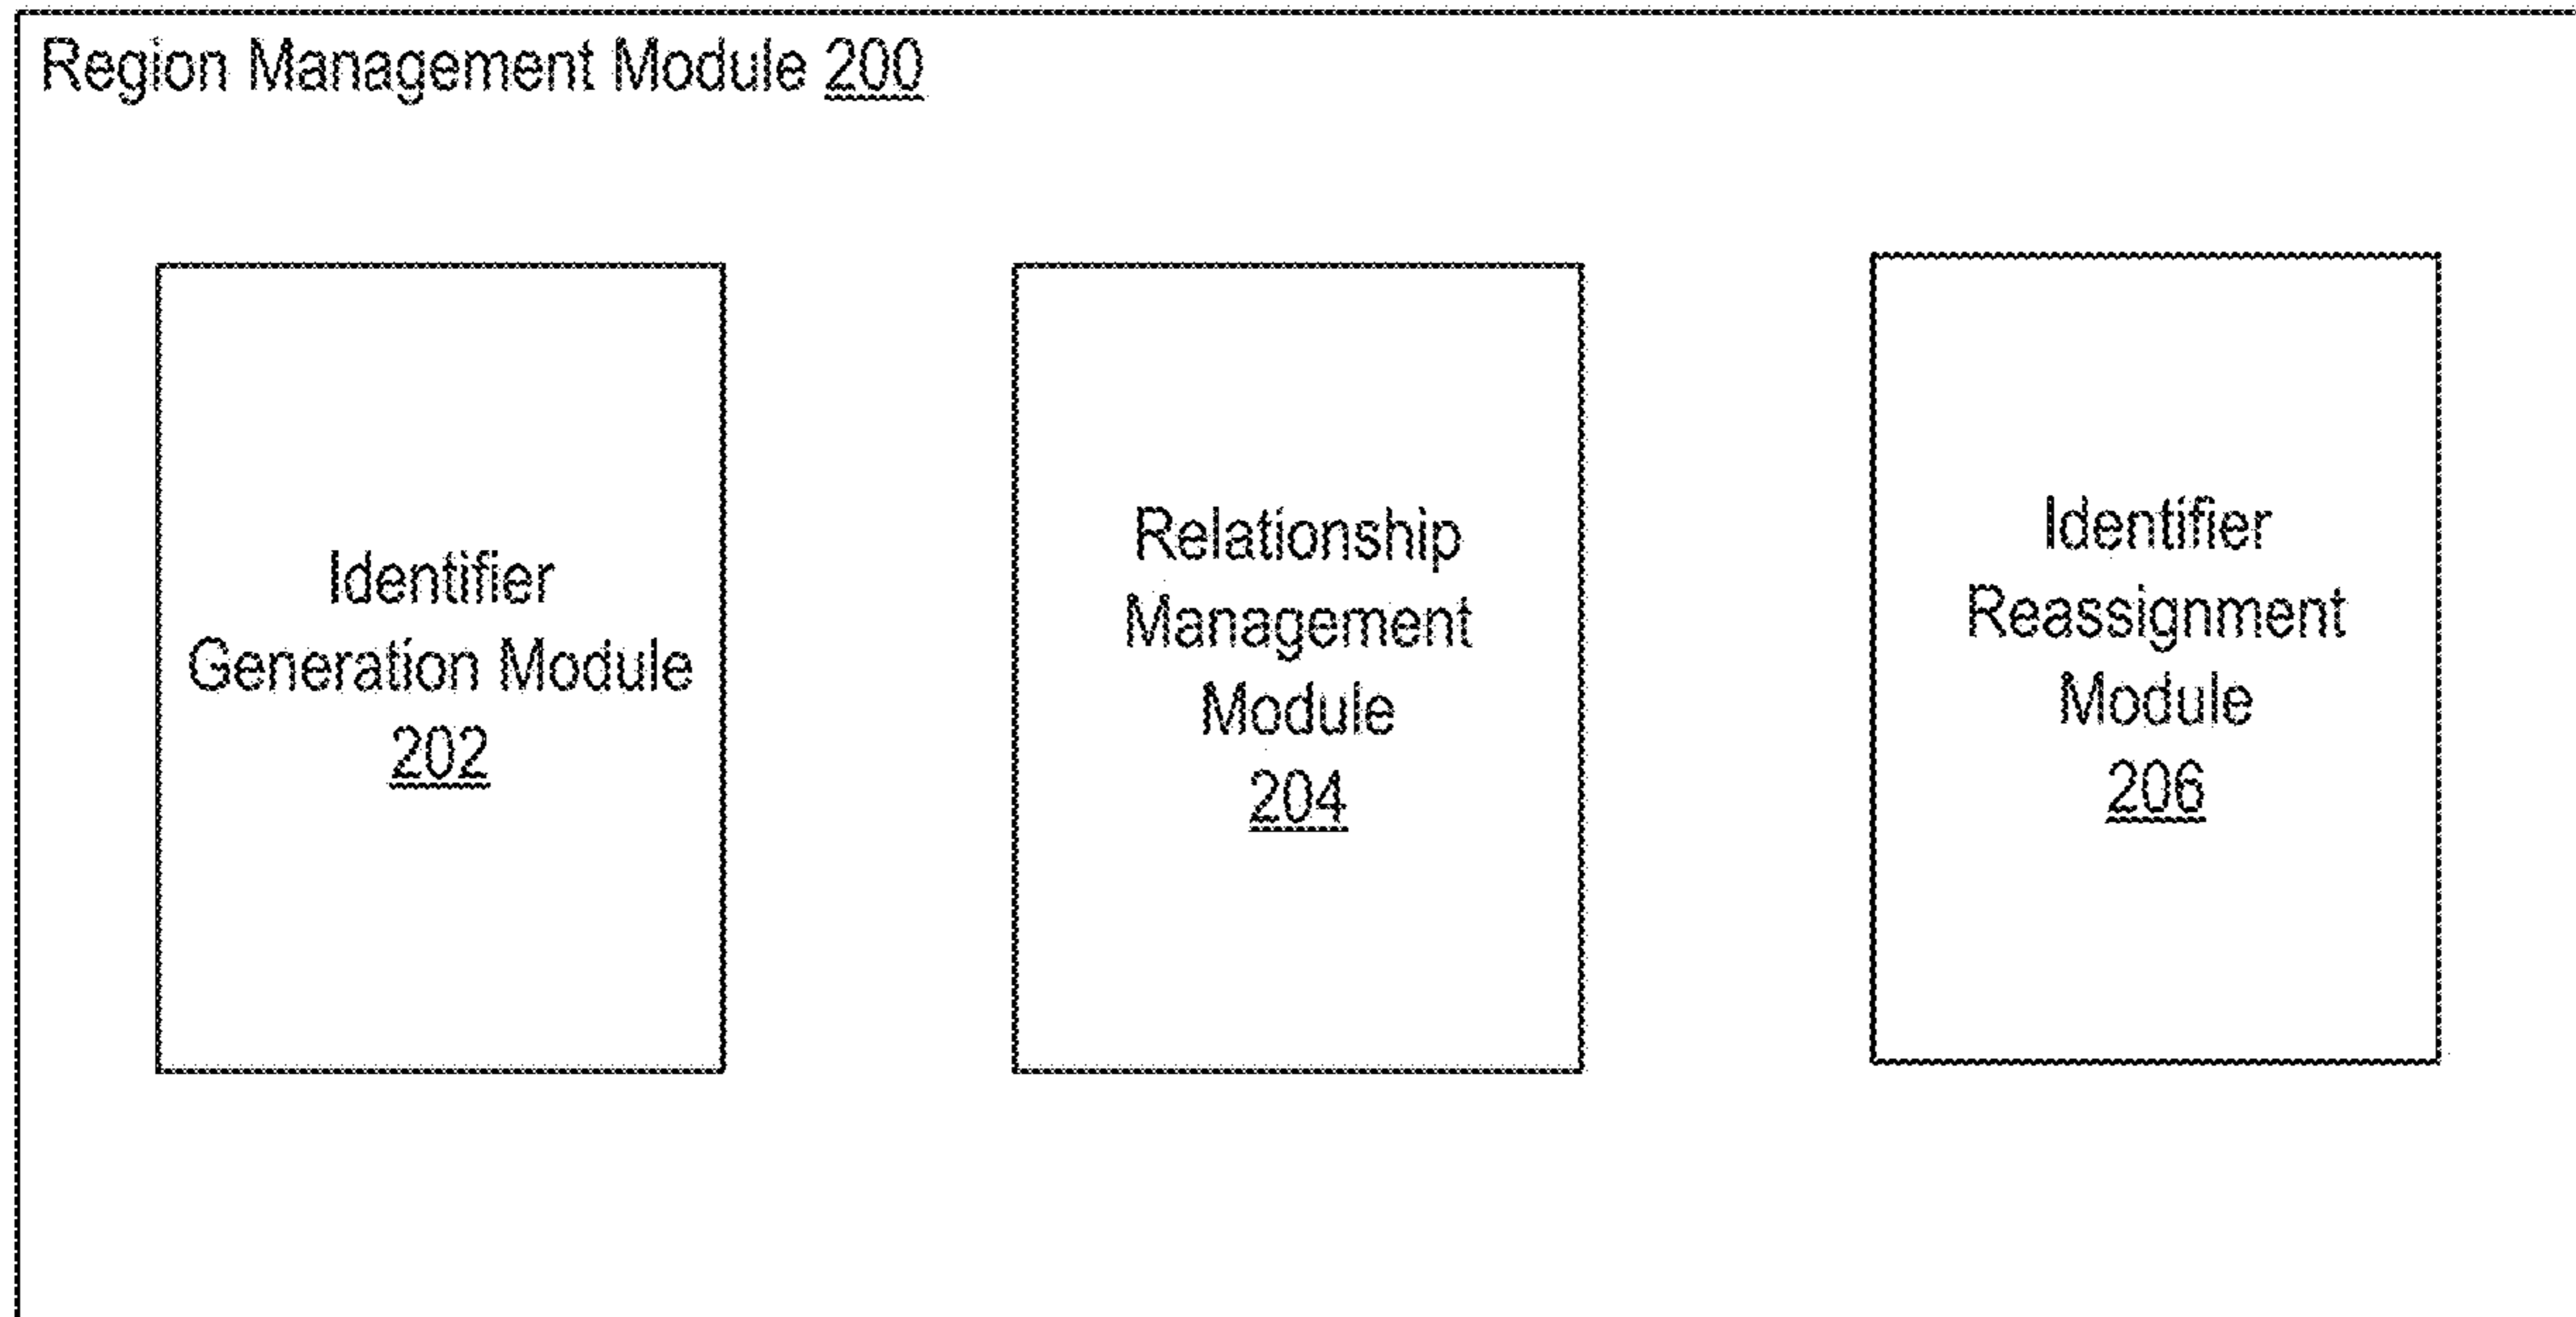 Region Management Module 200
Identifier
Generation Module
202
Relationship
Management
Module
204
Identifier
Reassignment
Module
206